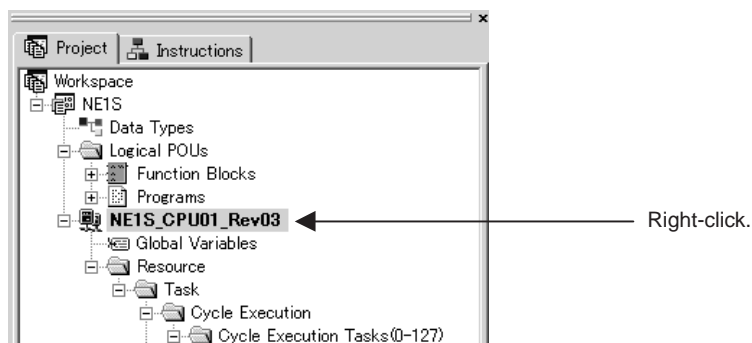 Project Instructions
Workspace
NE1S
Data Types
Logical POUs
Function Blocks
Programs
NE1S_CPU01_Rev03
Right-click.
Global Variables
Resource
Task
Cycle Execution
Cycle Execution Tasks(0-127)